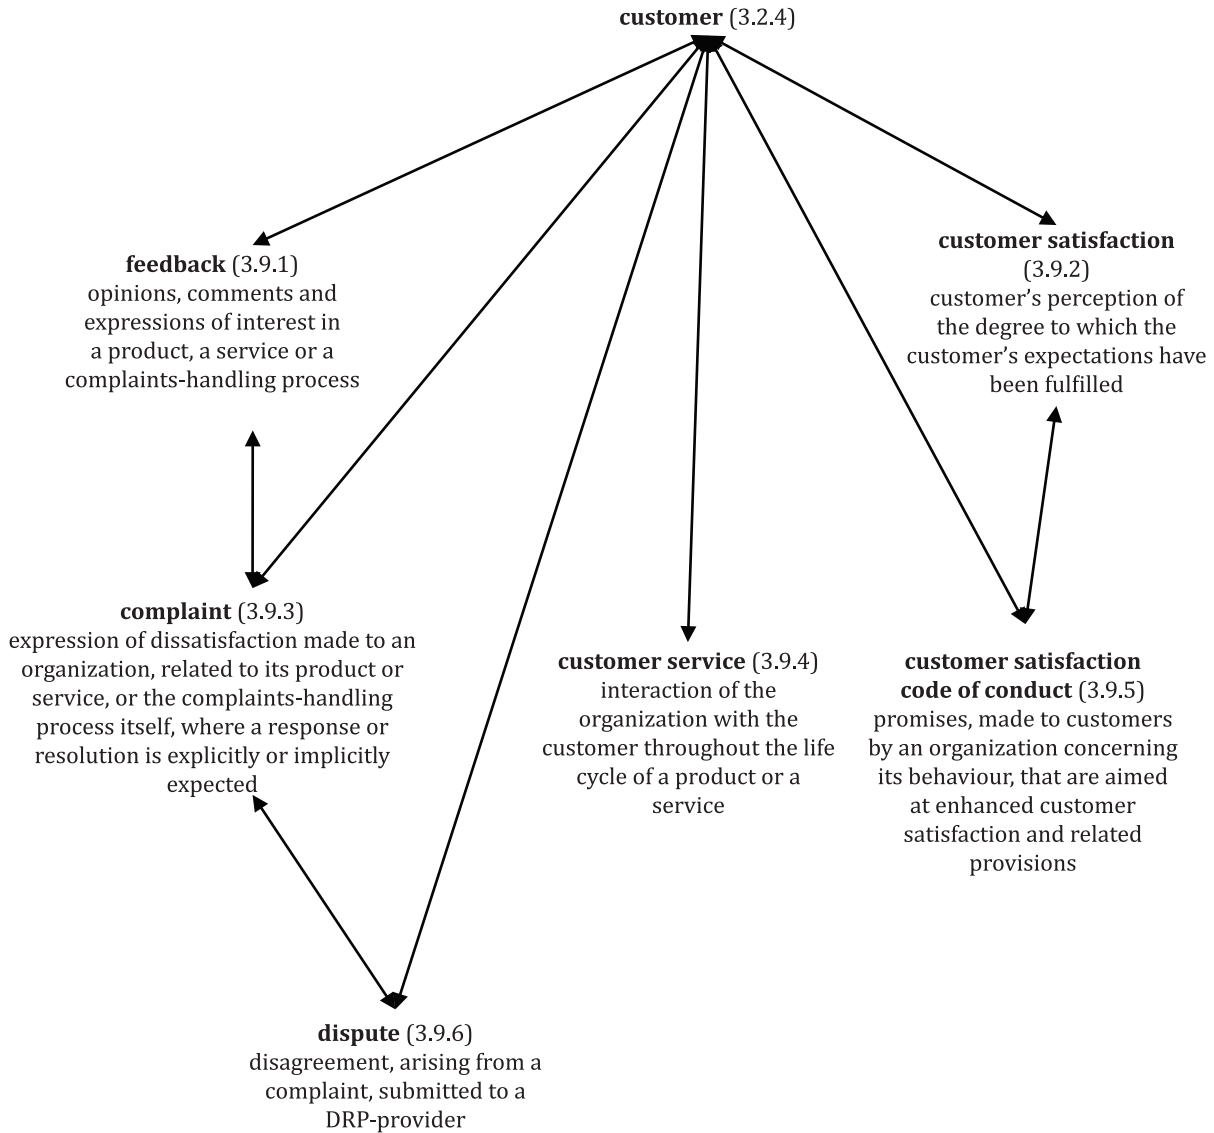 customer (3.2.4)
feedback (3.9.1)
opinions, comments and
expressions of interest in
a product, a service or a
complaints-handling process
customer satisfaction
(3.9.2)
customer’s perception of
the degree to which the
customer’s expectations have
been fulfilled
complaint (3.9.3)
expression of dissatisfaction made to an
organization, related to its product or
service, or the complaints-handling
process itself, where a response or
resolution is explicitly or implicitly
expected
customer service (3.9.4)
interaction of the
organization with the
customer throughout the life
cycle of a product or a
service
customer satisfaction
code of conduct (3.9.5)
promises, made to customers
by an organization concerning
its behaviour, that are aimed
at enhanced customer
satisfaction and related
provisions
dispute (3.9.6)
disagreement, arising from a
complaint, submitted to a
DRP-provider